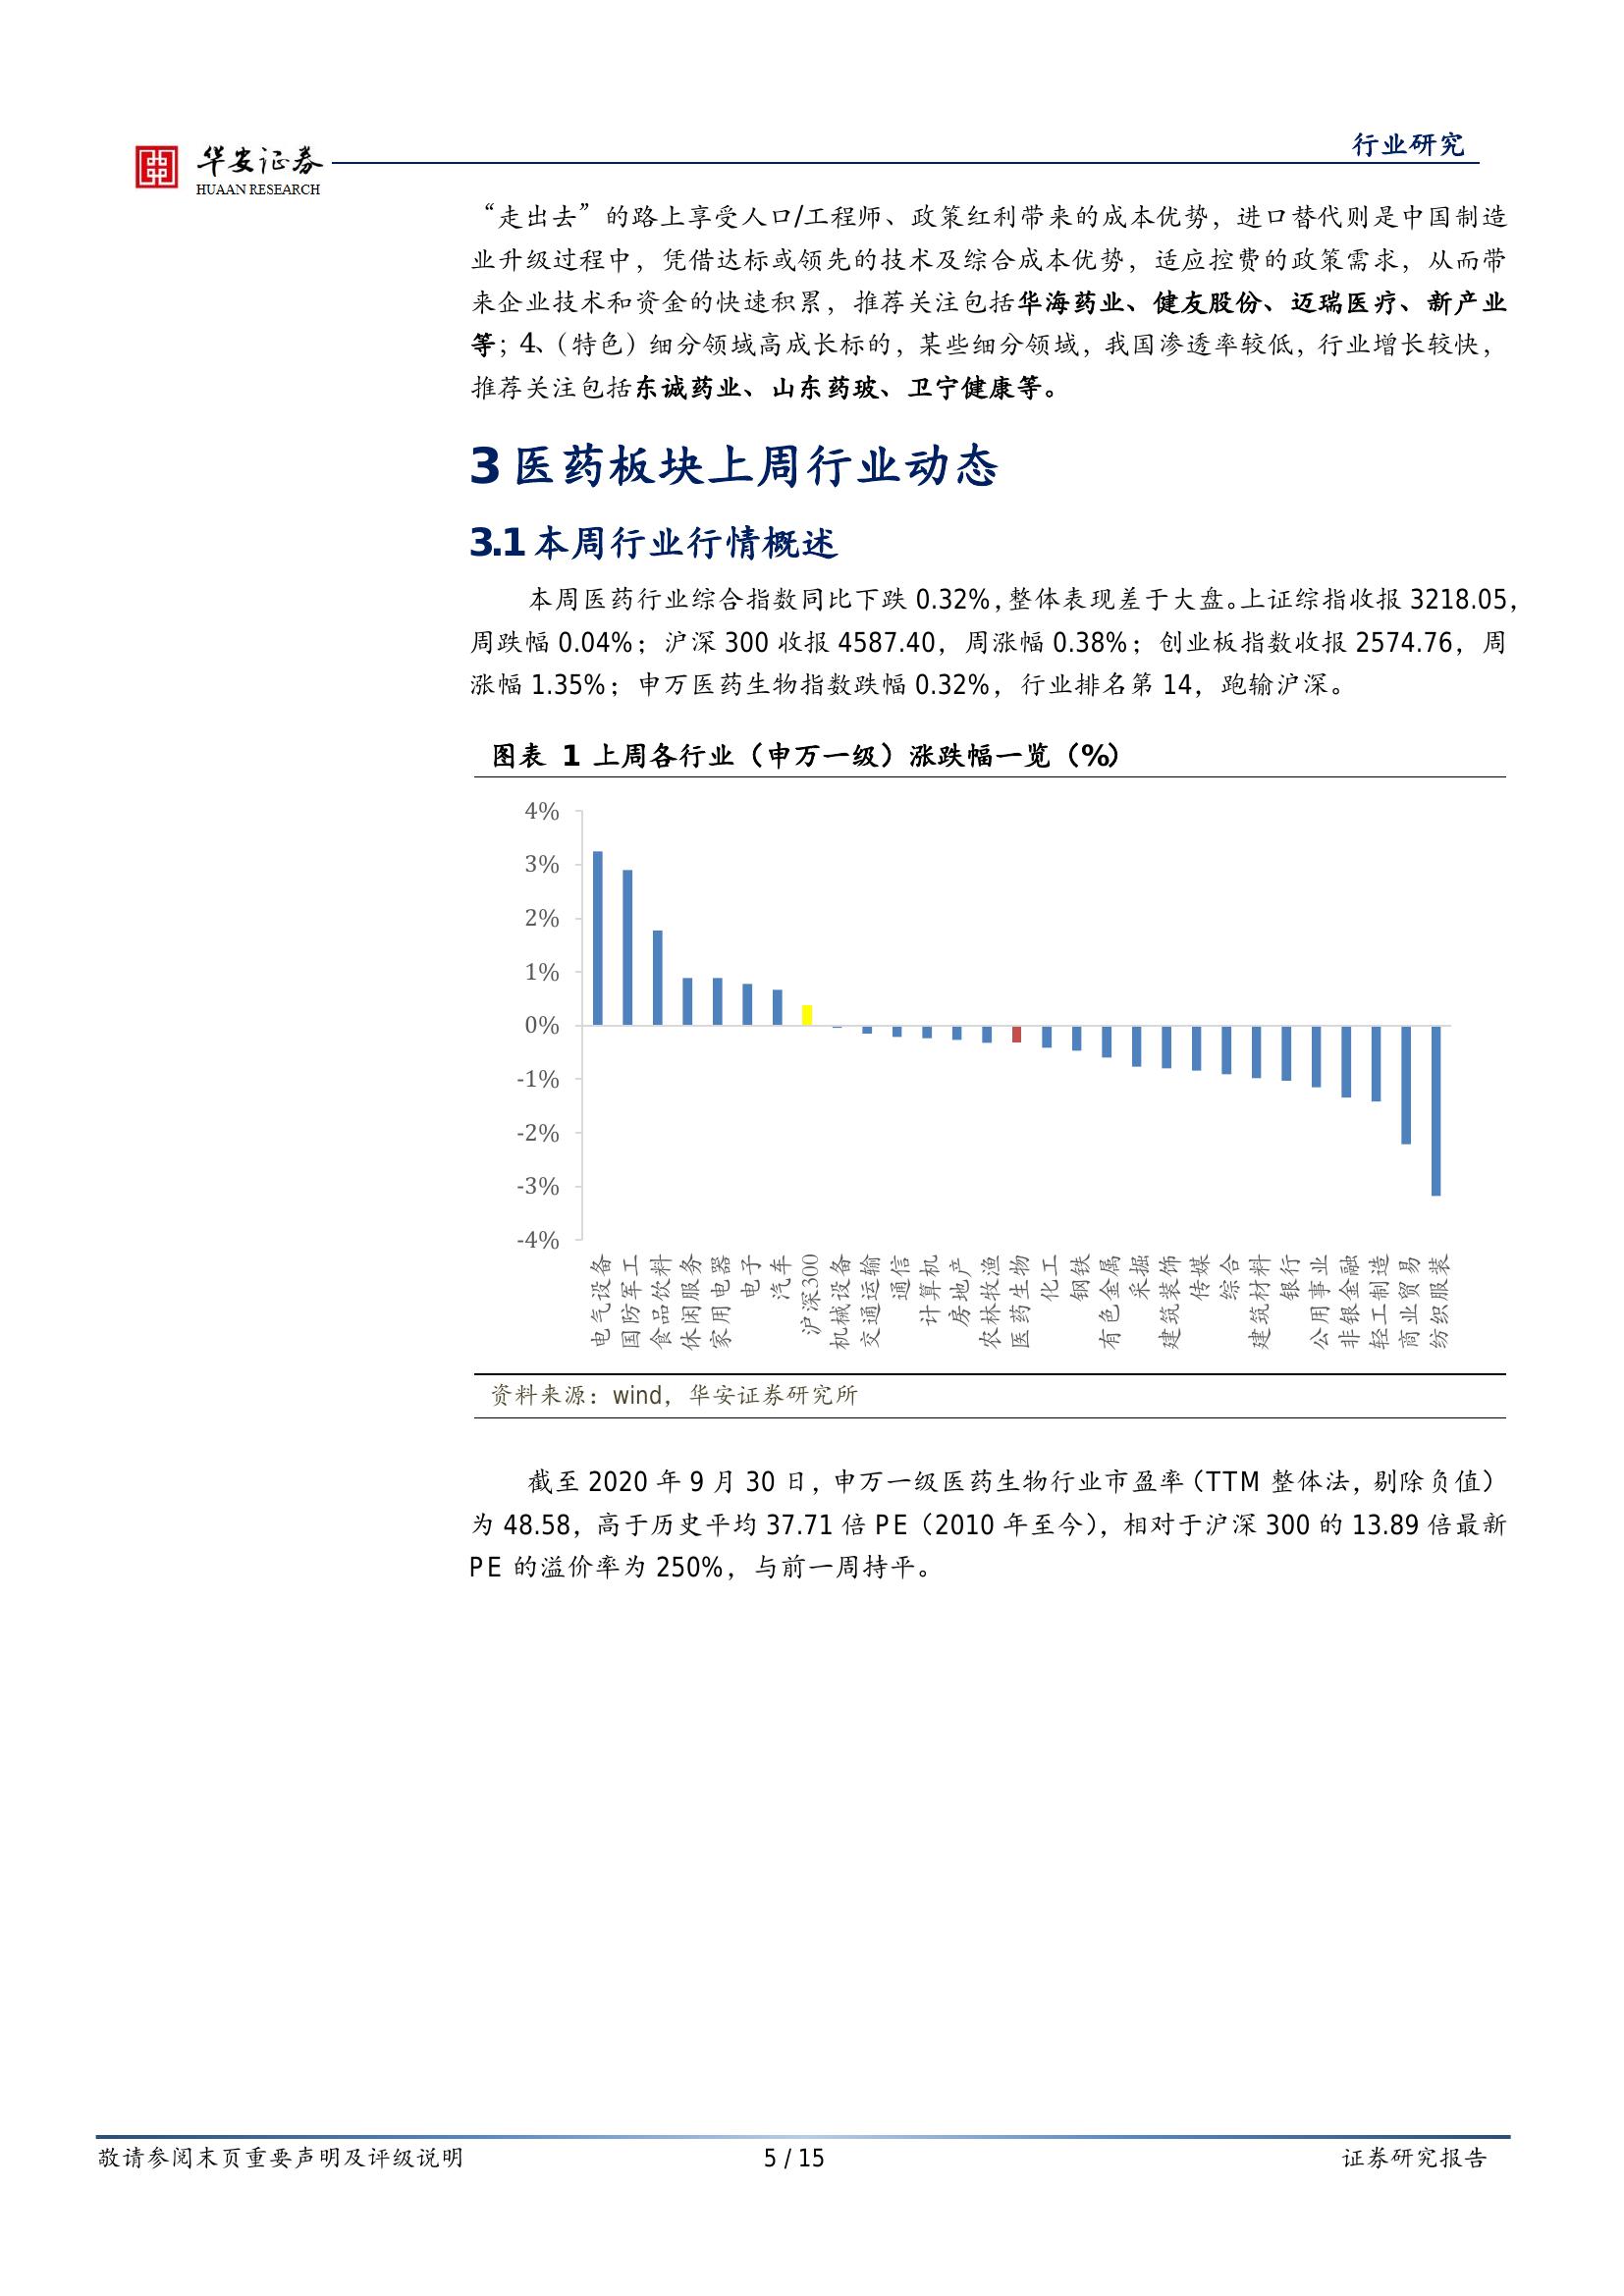 华安证券
HUAAN RESEARCH
行业研究
“走出去”的路上享受人口/工程师、政策红利带来的成本优势，进口替代则是中国制造
业升级过程中，凭借达标或领先的技术及综合成本优势，适应控费的政策需求，从而带
来企业技术和资金的快速积累，推荐关注包括华海药业、健友股份、迈瑞医疗、新产业
等；4、（特色）细分领域高成长标的，某些细分领域，我国渗透率较低，行业增长较快，
推荐关注包括东诚药业、山东药玻、卫宁健康等。
3 医药板块上周行业动态
3.1 本周行业行情概述
本周医药行业综合指数同比下跌 0.32%，整体表现差于大盘。上证综指收报 3218.05，
周跌幅 0.04%；沪深 300 收报 4587.40，周涨幅 0.38%；创业板指数收报 2574.76，周
涨幅 1.35%；申万医药生物指数跌幅 0.32%，行业排名第 14，跑输沪深。
图表 1 上周各行业（申万一级）涨跌幅一览（%）
4%
3%
2%
1%
0%
-1%
-2%
-3%
-4%
电气设备
国防军工
食品饮料
休闲服务
家用电器
电子
汽车
沪深300
机械设备
交通运输
通信
计算机
房地产
农林牧渔
医药生物
化工
钢铁
有色金属
采掘
建筑装饰
传媒
综合
建筑材料
银行
公用事业
非银金融
轻工制造
商业贸易
纺织服装
资料来源：wind，华安证券研究所
截至 2020 年 9 月 30 日，申万一级医药生物行业市盈率（TTM 整体法，剔除负值）
为 48.58，高于历史平均 37.71 倍 PE（2010 年至今），相对于沪深 300 的 13.89 倍最新
PE 的溢价率为 250%，与前一周持平。
敬请参阅末页重要声明及评级说明
5 / 15
证券研究报告